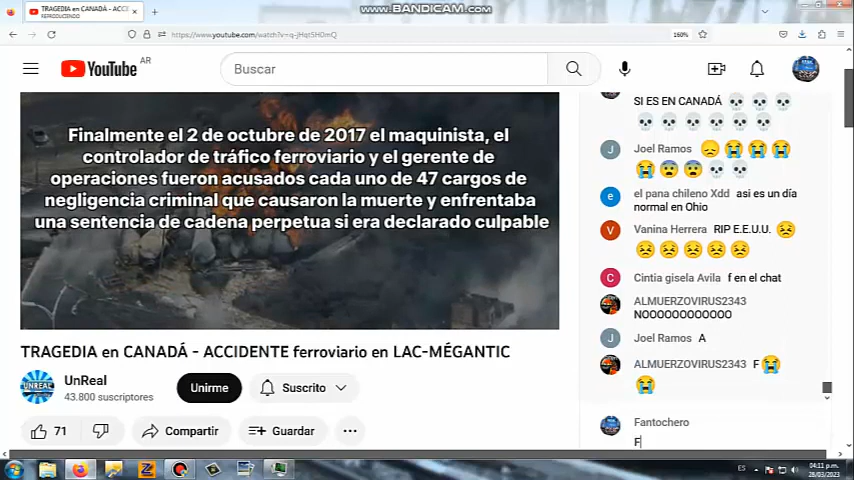 www.BANDICAM.com
TRAGEDIA en CANADÁ - ACCIE
REPRODUCIENDO
https://www.youtube.com/watch?v=q-jHqt5H0mQ
160%
YouTube AR
Buscar
Finalmente el 2 de octubre de 2017 el maquinista, el
controlador de tráfico ferroviario y el gerente de
operaciones fueron acusados cada uno de 47 cargos de
negligencia criminal que causaron la muerte y enfrentaba
una sentencia de cadena perpetua si era declarado culpable
TRAGEDIA en CANADÁ - ACCIDENTE ferroviario en LAC-MÉGANTIC
UnReal
43.800 suscriptores
Unirme
Suscrito
71
Compartir
Guardar
SI ES EN CANADÁ 💀 💀 💀
💀 💀 💀 💀 💀 💀
J Joel Ramos 😞 😭 😭 😭
😭 😨 😨 💀 💀
e el pana chileno Xdd asi es un día
normal en Ohio
V Vanina Herrera RIP E.E.U.U. 😣
😣 😣 😣 😣 😣
C Cintia gisela Avila f en el chat
ALMUERZOVIRUS2343
NOOOOOOOOOOOO
J Joel Ramos A
ALMUERZOVIRUS2343 F 😭
😭
Fantochero
F
ES
04:11 p.m.
28/03/2023